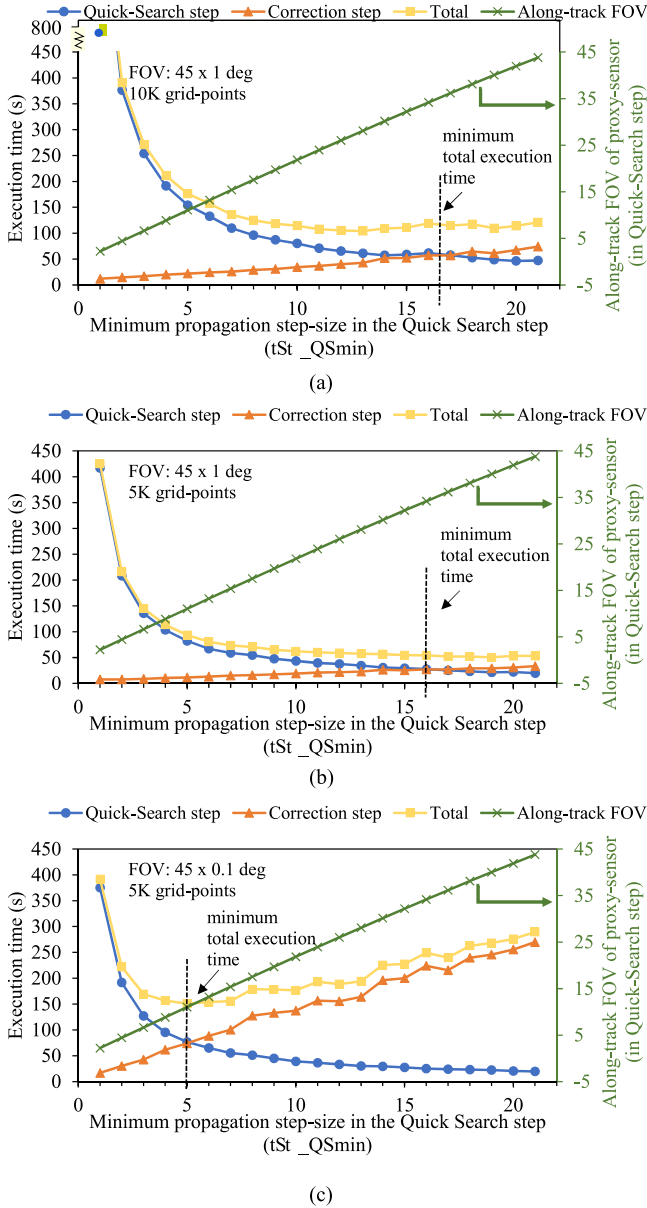 Quick-Search step Correction step Total Along-track FOV
800
450
400
350
300
250
200
150
100
50
0
Execution time (s)
FOV: 45 x 1 deg
10K grid-points
minimum
total execution
time
45
35
25
15
5
-5
Along-track FOV of proxy-sensor
(in Quick-Search step)
0 5 10 15 20
Minimum propagation step-size in the Quick Search step
(tSt _QSmin)
(a)
Quick-Search step Correction step Total Along-track FOV
450
400
350
300
250
200
150
100
50
0
Execution time (s)
FOV: 45 x 1 deg
5K grid-points
minimum
total execution
time
45
35
25
15
5
-5
Along-track FOV of proxy-sensor
(in Quick-Search step)
0 5 10 15 20
Minimum propagation step-size in the Quick Search step
(tSt _QSmin)
(b)
Quick-Search step Correction step Total Along-track FOV
450
400
350
300
250
200
150
100
50
0
Execution time (s)
FOV: 45 x 0.1 deg
5K grid-points
minimum
total execution
time
45
35
25
15
5
-5
Along-track FOV of proxy-sensor
(in Quick-Search step)
0 5 10 15 20
Minimum propagation step-size in the Quick Search step
(tSt _QSmin)
(c)